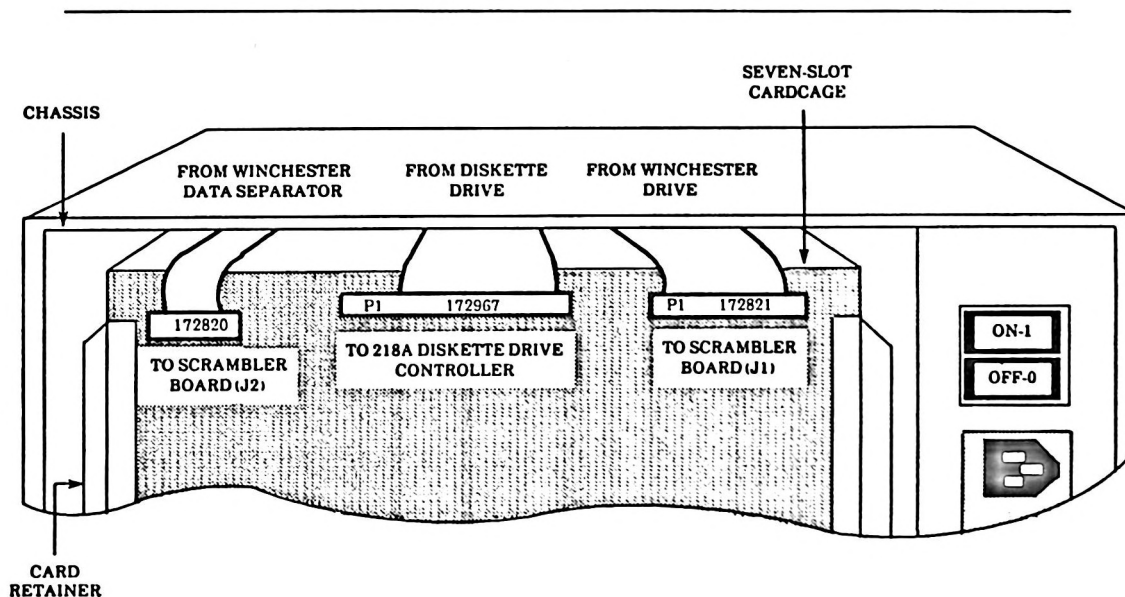 SEVEN-SLOT
CARDCAGE
CHASSIS
FROM WINCHESTER
DATA SEPARATOR
FROM DISKETTE
DRIVE
FROM WINCHESTER
DRIVE
172820
P1 172967
P1 172821
TO SCRAMBLER
BOARD (J2)
TO 218A DISKETTE DRIVE
CONTROLLER
TO SCRAMBLER
BOARD (J1)
ON-1
OFF-0
CARD
RETAINER